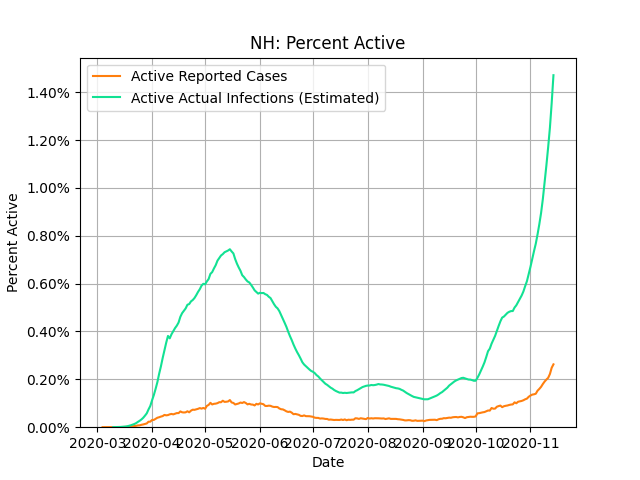 NH: Percent Active
Active Reported Cases
Active Actual Infections (Estimated)
1.40%
1.20%
1.00%
0.80%
0.60%
0.40%
0.20%
0.00%
Percent Active
2020-03 2020-04 2020-05 2020-06 2020-07 2020-08 2020-09 2020-10 2020-11
Date